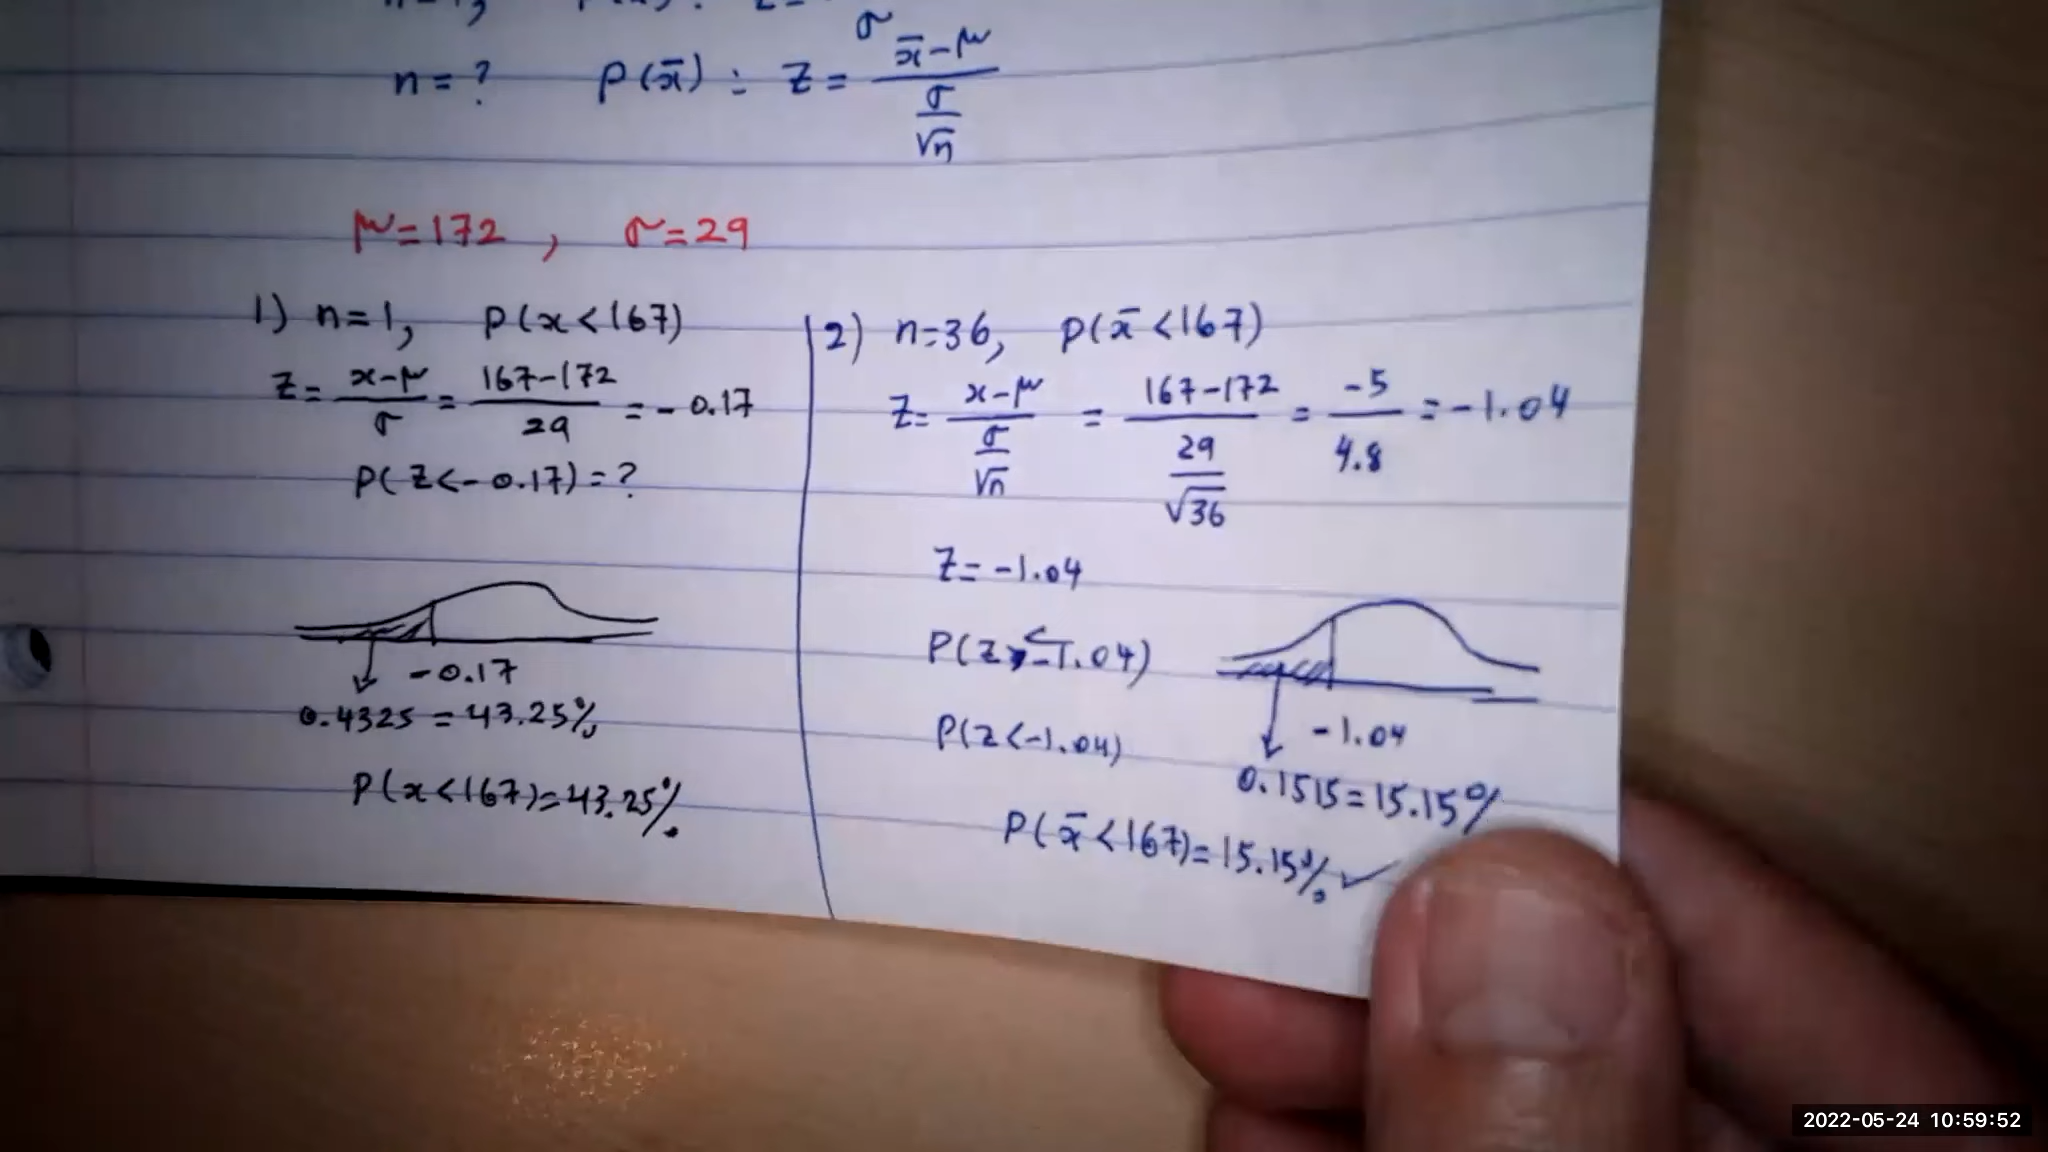 n = ? P(x̄) : Z = (x̄ - μ) / (σ / √n)
μ = 172 , σ = 29
1) n = 1, P(x < 167)
Z = (x - μ) / σ = (167 - 172) / 29 = - 0.17
P(Z < - 0.17) = ?
- 0.17
0.4325 = 43.25%
P(x < 167) = 43.25%
2) n = 36, P(x̄ < 167)
Z = (x - μ) / (σ / √n) = (167 - 172) / (29 / √36) = -5 / 4.8 = -1.04
Z = -1.04
P(Z < -1.04)
P(Z < -1.04)
- 1.04
0.1515 = 15.15%
P(x̄ < 167) = 15.15% ✓
2022-05-24 10:59:52